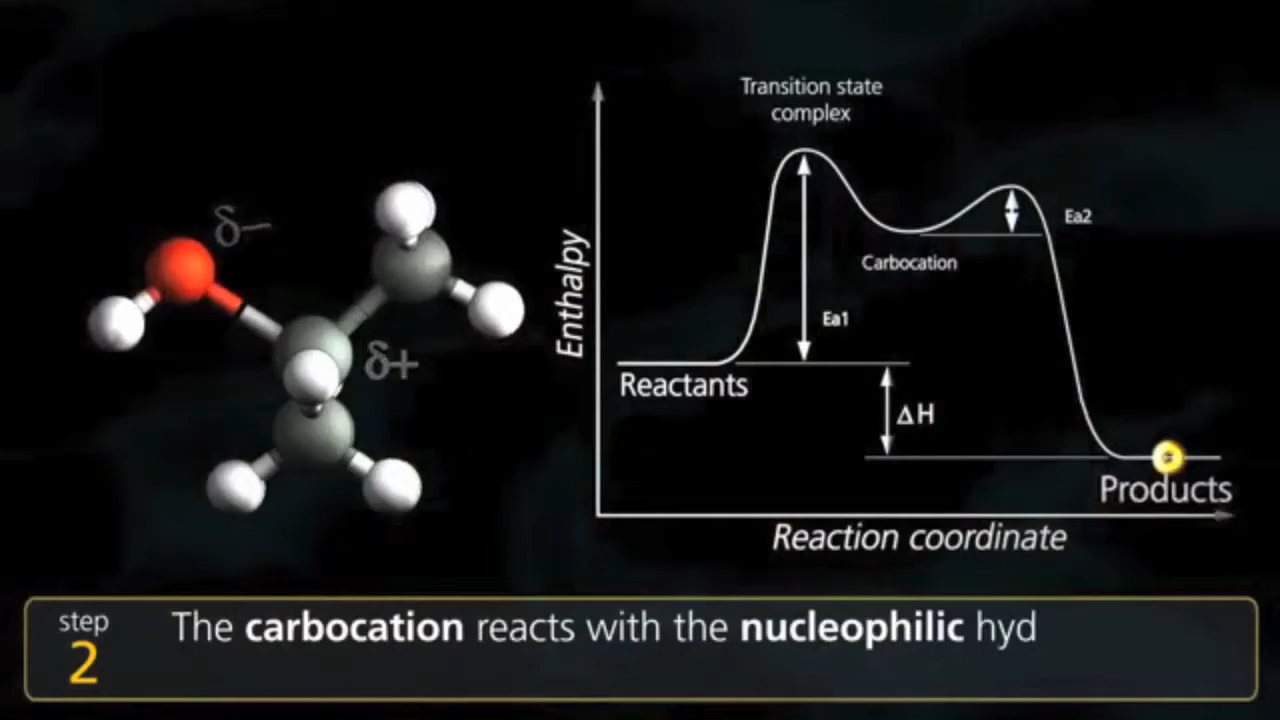 δ−
δ+
Transition state
complex
Enthalpy
Ea2
Carbocation
Ea1
Reactants
ΔH
Products
Reaction coordinate
step
2
The carbocation reacts with the nucleophilic hyd